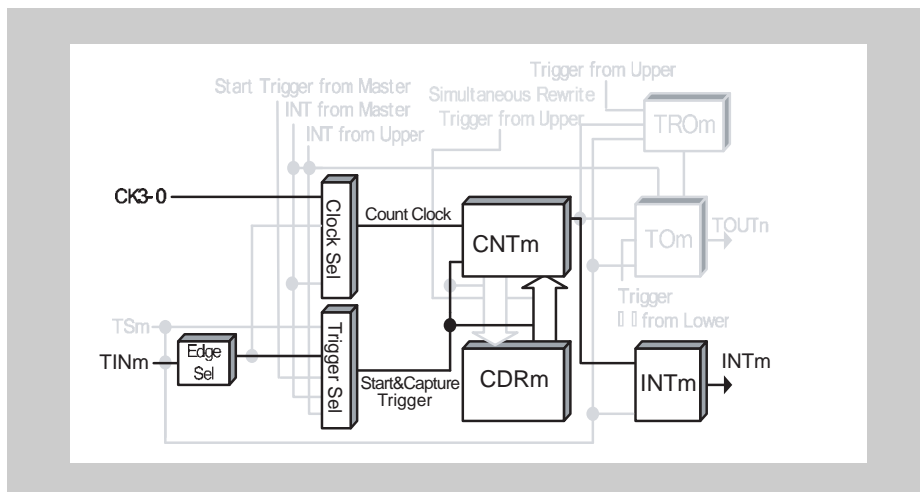 Trigger from Upper
Start Trigger from Master
Simultaneous Rewrite
INT from Master
Trigger from Upper
TROm
INT from Upper
CK3-0
Clock Sel
Count Clock
CNTm
TOm
TOUTn
Trigger
from Lower
TSm
TINm
Edge
Sel
Trigger Sel
Start&Capture
Trigger
CDRm
INTm
INTm